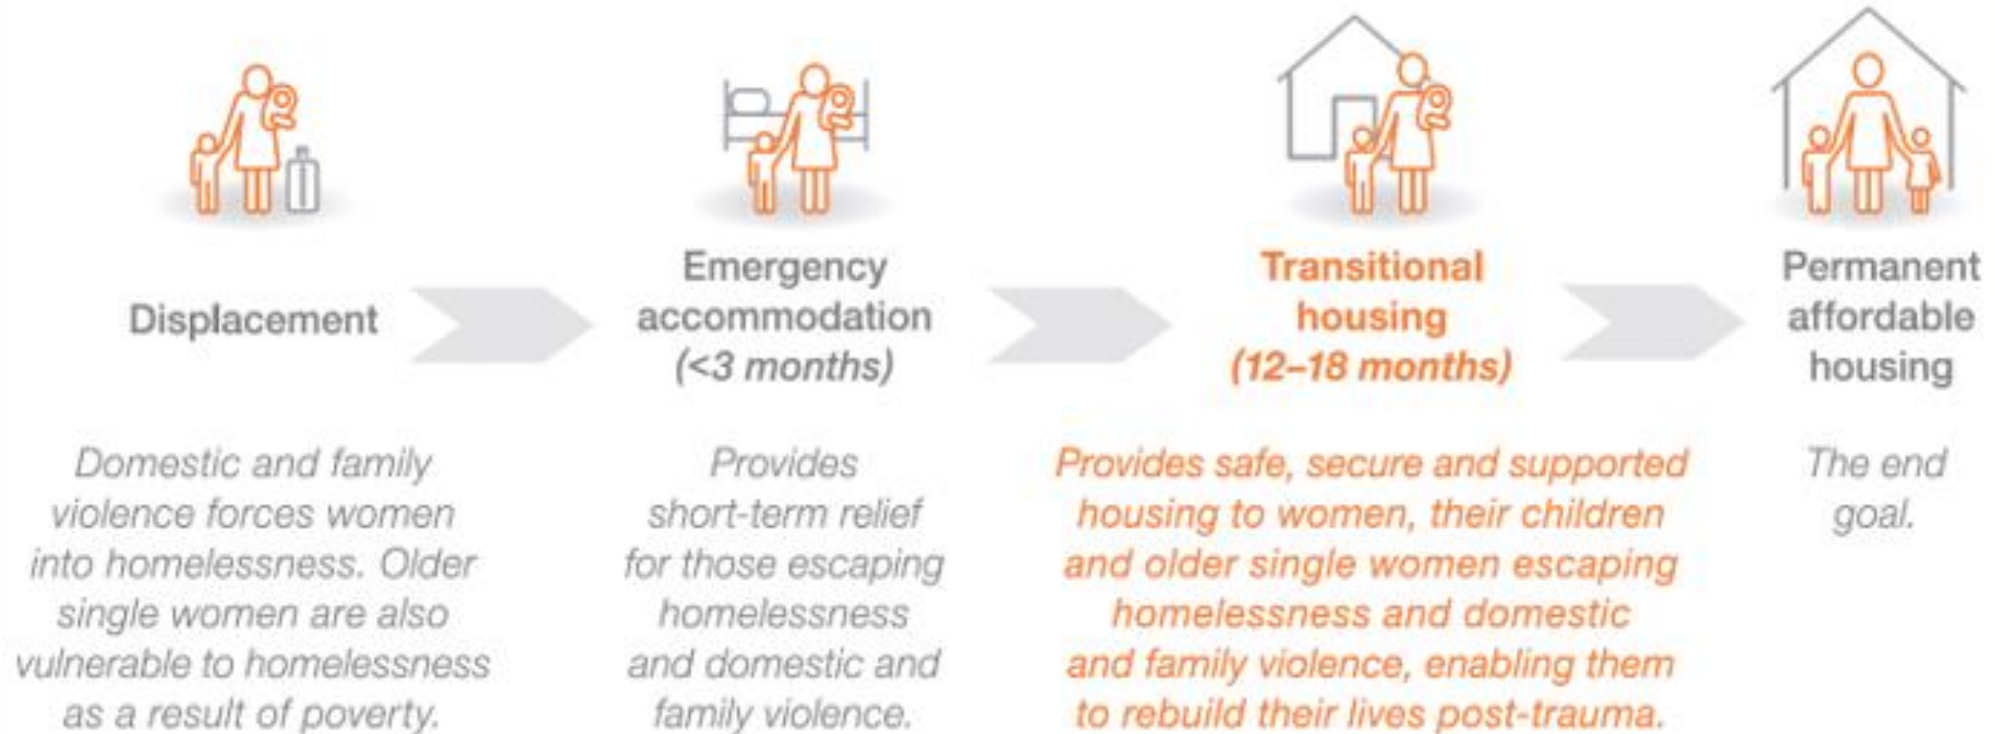 Displacement
Domestic and family
violence forces women
into homelessness. Older
single women are also
vulnerable to homelessness
as a result of poverty.
Emergency
accommodation
(<3 months)
Provides
short-term relief
for those escaping
homelessness
and domestic and
family violence.
Transitional
housing
(12–18 months)
Provides safe, secure and supported
housing to women, their children
and older single women escaping
homelessness and domestic
and family violence, enabling them
to rebuild their lives post-trauma.
Permanent
affordable
housing
The end
goal.